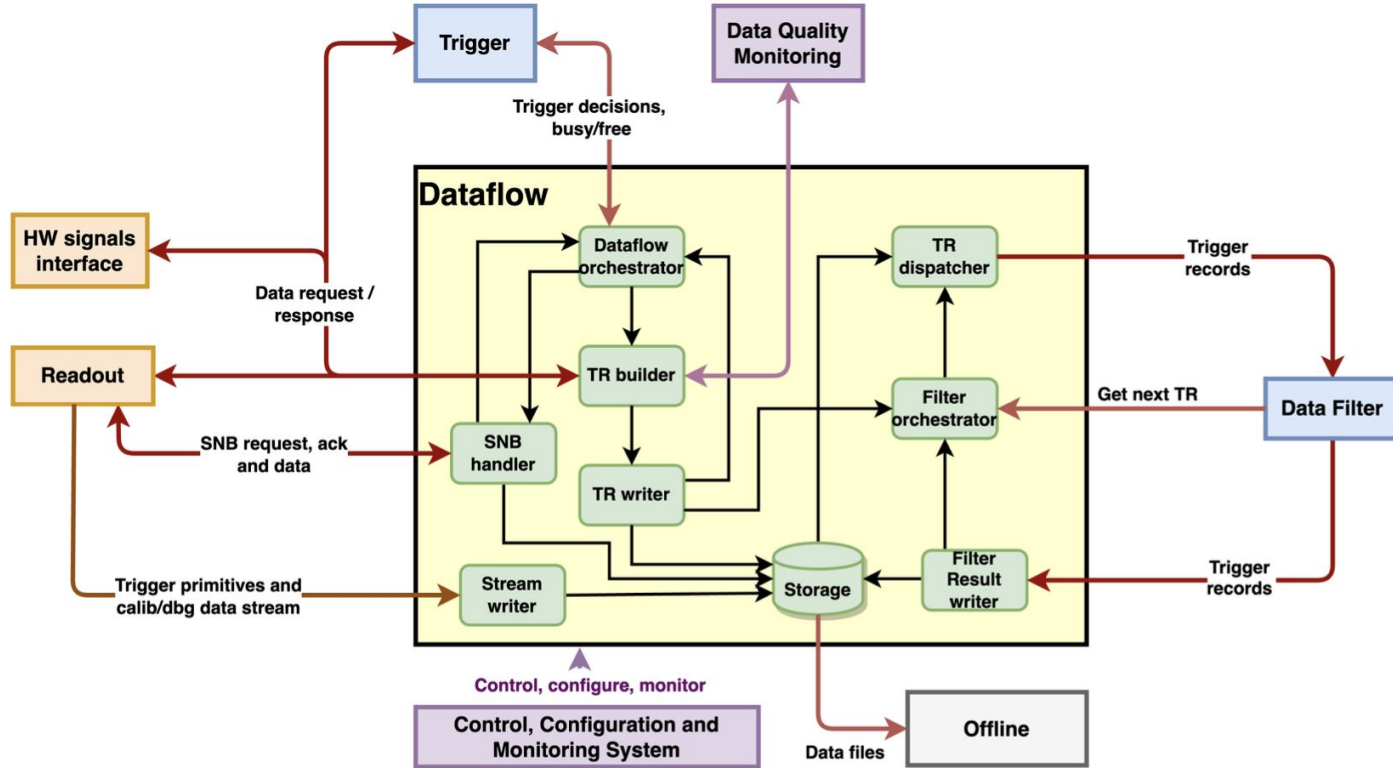 Trigger
Data Quality
Monitoring
Trigger decisions,
busy/free
Dataflow
HW signals
interface
Dataflow
orchestrator
TR
dispatcher
Trigger
records
Data request /
response
Readout
TR builder
Filter
orchestrator
Get next TR
Data Filter
SNB request, ack
and data
SNB
handler
TR writer
Trigger primitives and
calib/dbg data stream
Stream
writer
Storage
Filter
Result
writer
Trigger
records
Control, configure, monitor
Control, Configuration and
Monitoring System
Data files
Offline